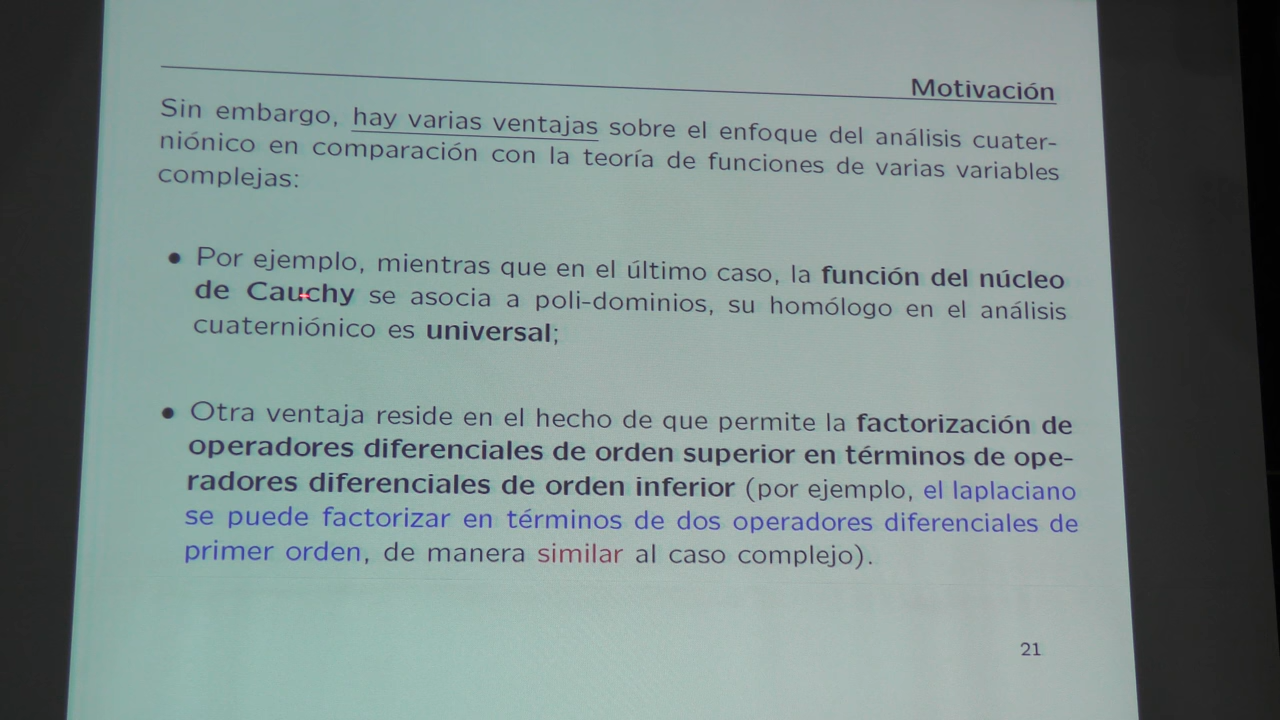 Motivación
Sin embargo, hay varias ventajas sobre el enfoque del análisis cuater-
niónico en comparación con la teoría de funciones de varias variables
complejas:
• Por ejemplo, mientras que en el último caso, la función del núcleo
de Cauchy se asocia a poli-dominios, su homólogo en el análisis
cuaterniónico es universal;
• Otra ventaja reside en el hecho de que permite la factorización de
operadores diferenciales de orden superior en términos de ope-
radores diferenciales de orden inferior (por ejemplo, el laplaciano
se puede factorizar en términos de dos operadores diferenciales de
primer orden, de manera similar al caso complejo).
21